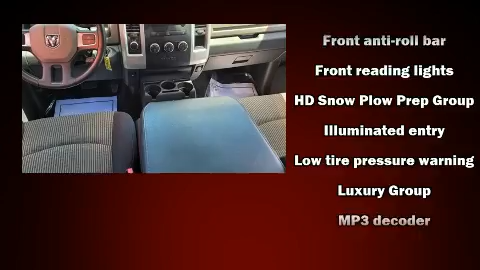 Front anti-roll bar
Front reading lights
HD Snow Plow Prep Group
Illuminated entry
Low tire pressure warning
Luxury Group
MP3 decoder